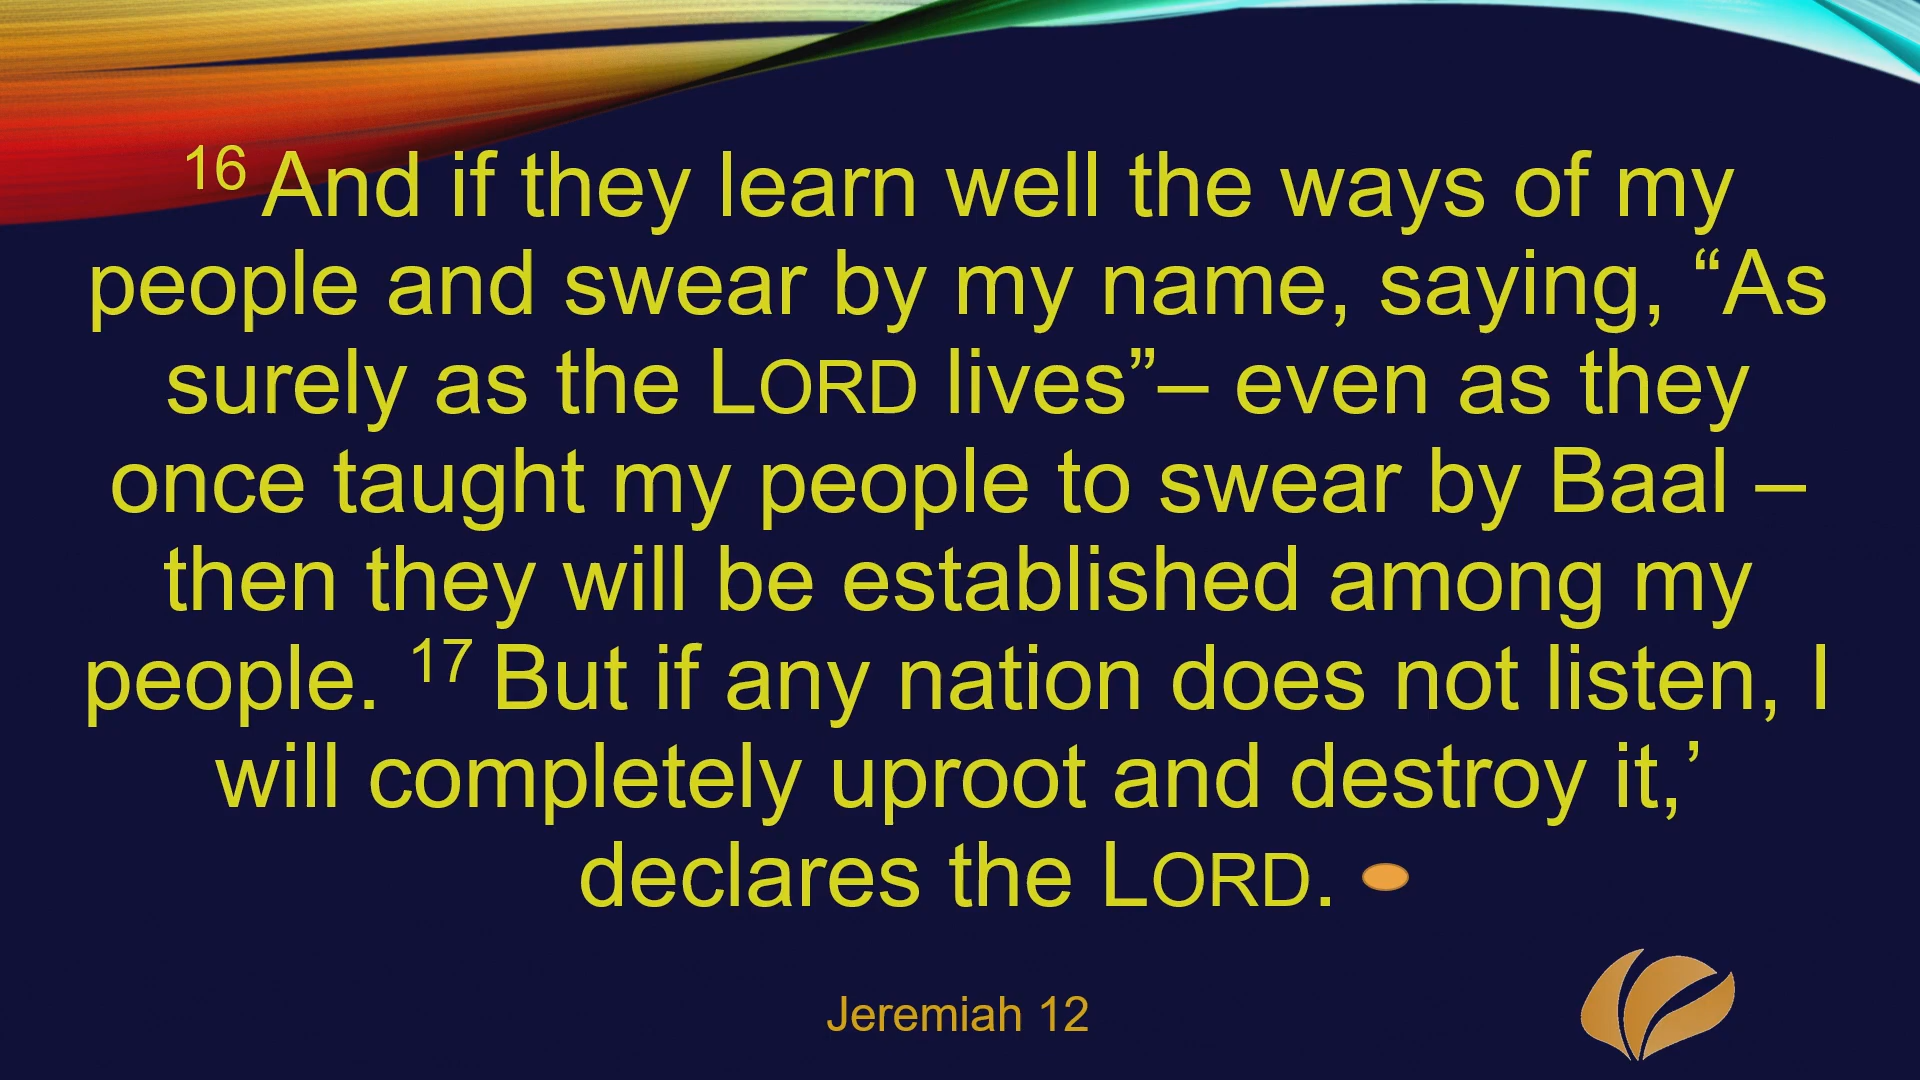 16 And if they learn well the ways of my
people and swear by my name, saying, “As
surely as the LORD lives”– even as they
once taught my people to swear by Baal –
then they will be established among my
people. 17 But if any nation does not listen, I
will completely uproot and destroy it,’
declares the LORD.
Jeremiah 12